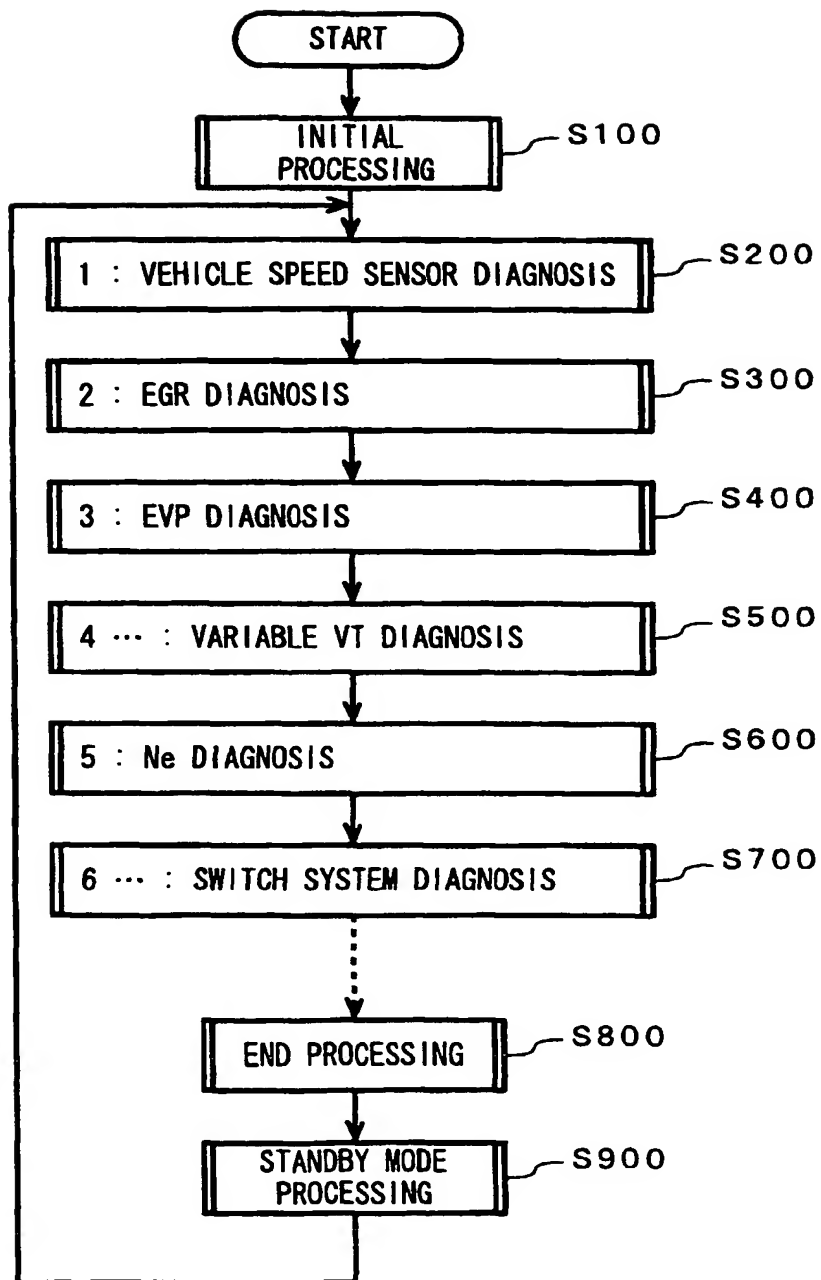 START
INITIAL
PROCESSING
S100
1 : VEHICLE SPEED SENSOR DIAGNOSIS
S200
2 : EGR DIAGNOSIS
S300
3 : EVP DIAGNOSIS
S400
4 ··· : VARIABLE VT DIAGNOSIS
S500
5 : Ne DIAGNOSIS
S600
6 ··· : SWITCH SYSTEM DIAGNOSIS
S700
END PROCESSING
S800
STANDBY MODE
PROCESSING
S900